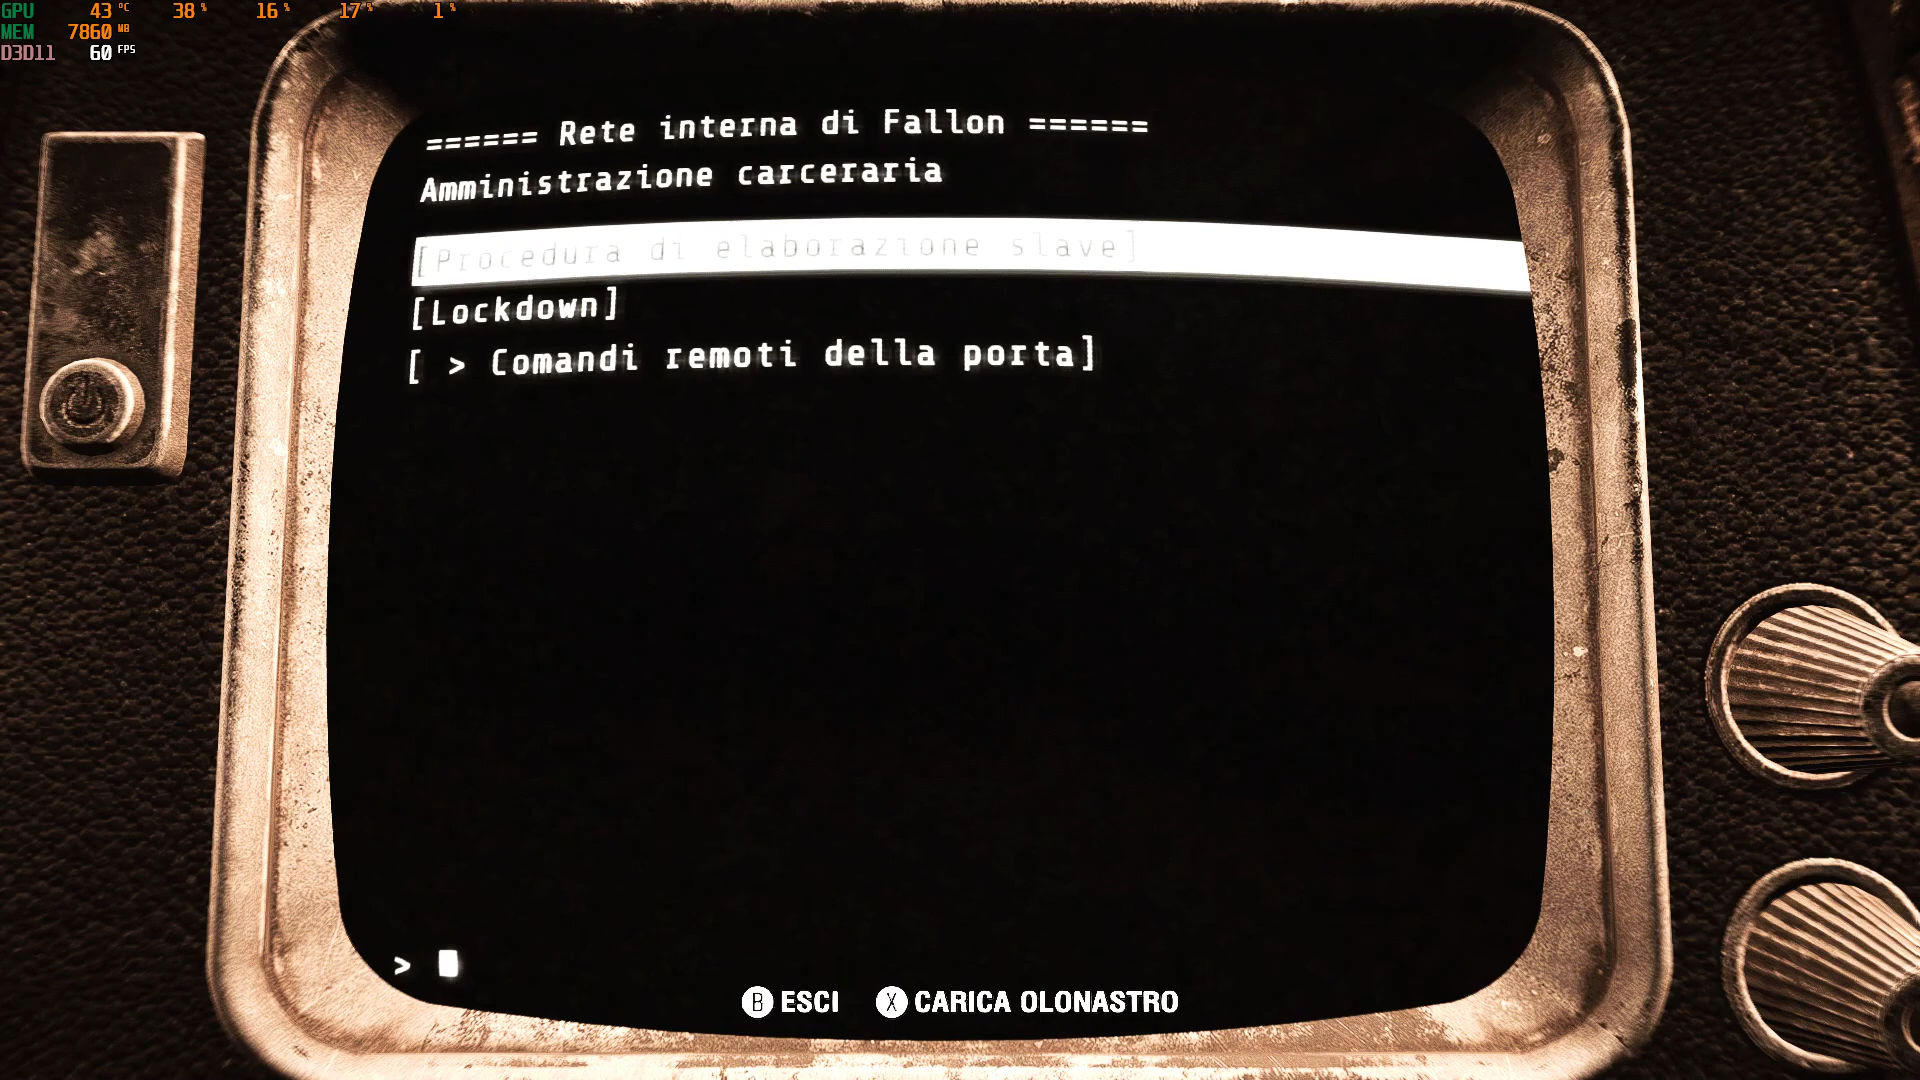 GPU 43 °C 38 % 16 % 17 % 1 %
MEM 7860 MB
D3D11 60 FPS
====== Rete interna di Fallon ======
Amministrazione carceraria
[Procedura di elaborazione slave]
[Lockdown]
[ > Comandi remoti della porta]
>
B ESCI X CARICA OLONASTRO